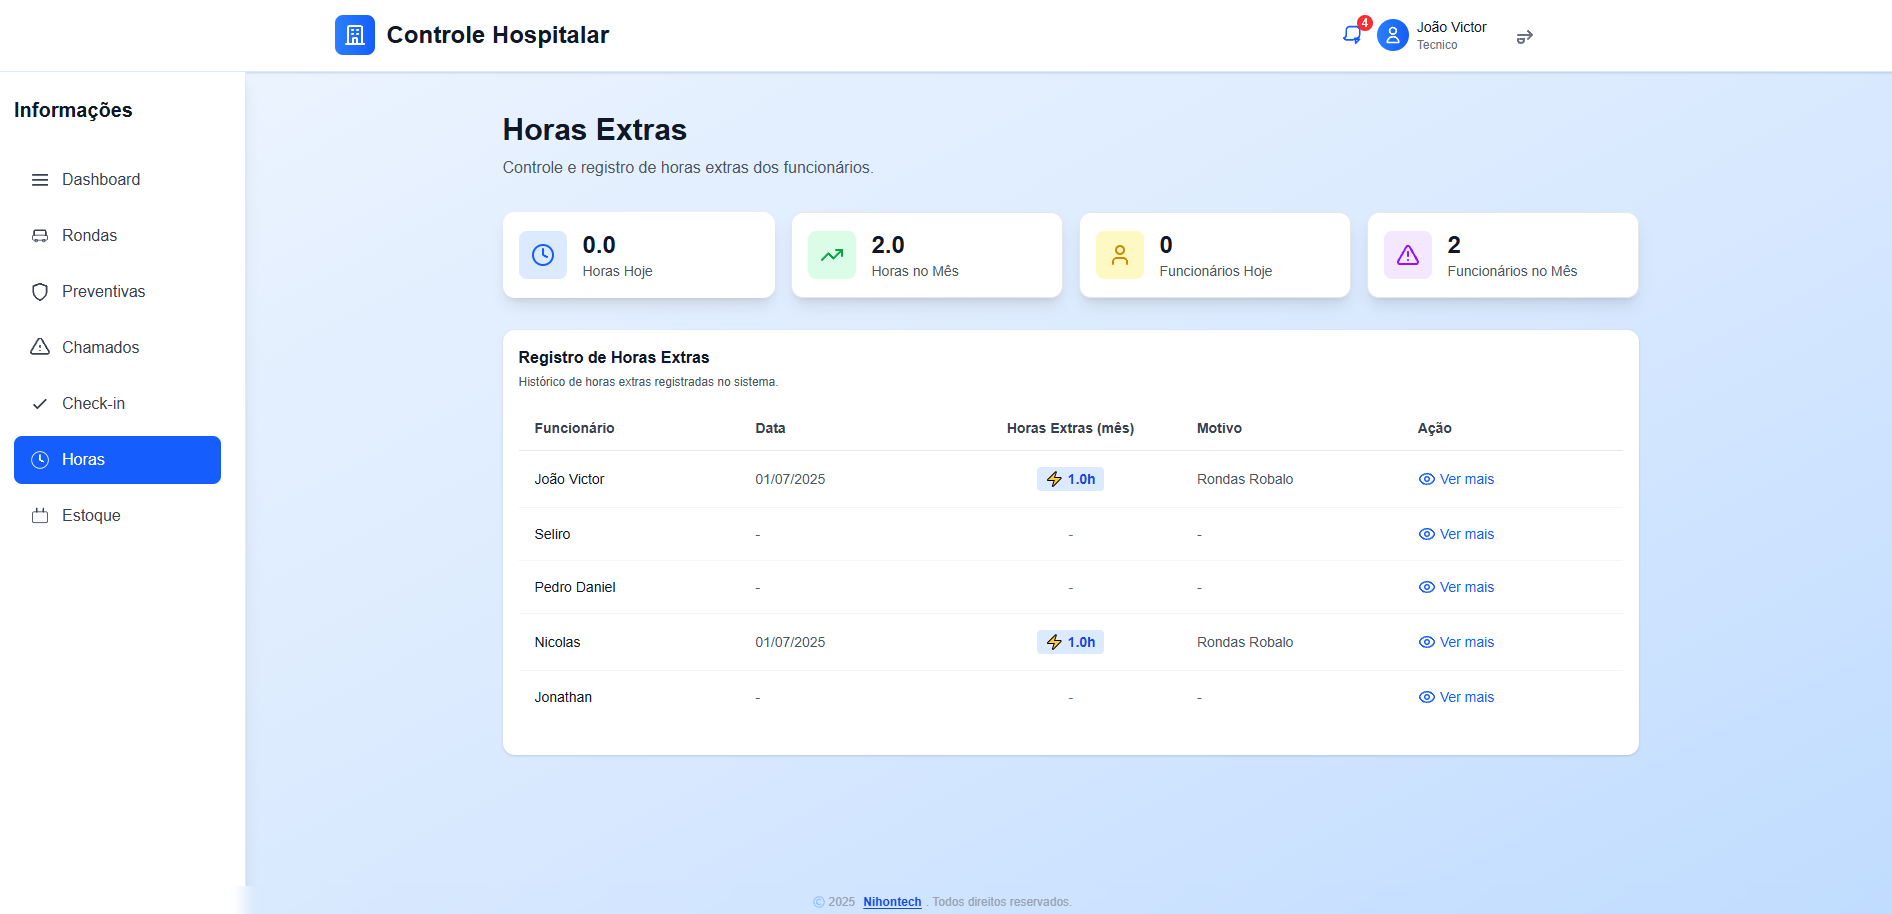 Controle Hospitalar
4
João Victor
Tecnico
Informações
Dashboard
Rondas
Preventivas
Chamados
Check-in
Horas
Estoque
Horas Extras
Controle e registro de horas extras dos funcionários.
0.0
Horas Hoje
2.0
Horas no Mês
0
Funcionários Hoje
2
Funcionários no Mês
Registro de Horas Extras
Histórico de horas extras registradas no sistema.
Funcionário Data Horas Extras (mês) Motivo Ação
João Victor 01/07/2025 1.0h Rondas Robalo Ver mais
Seliro - - - Ver mais
Pedro Daniel - - - Ver mais
Nicolas 01/07/2025 1.0h Rondas Robalo Ver mais
Jonathan - - - Ver mais
© 2025 Nihontech . Todos direitos reservados.